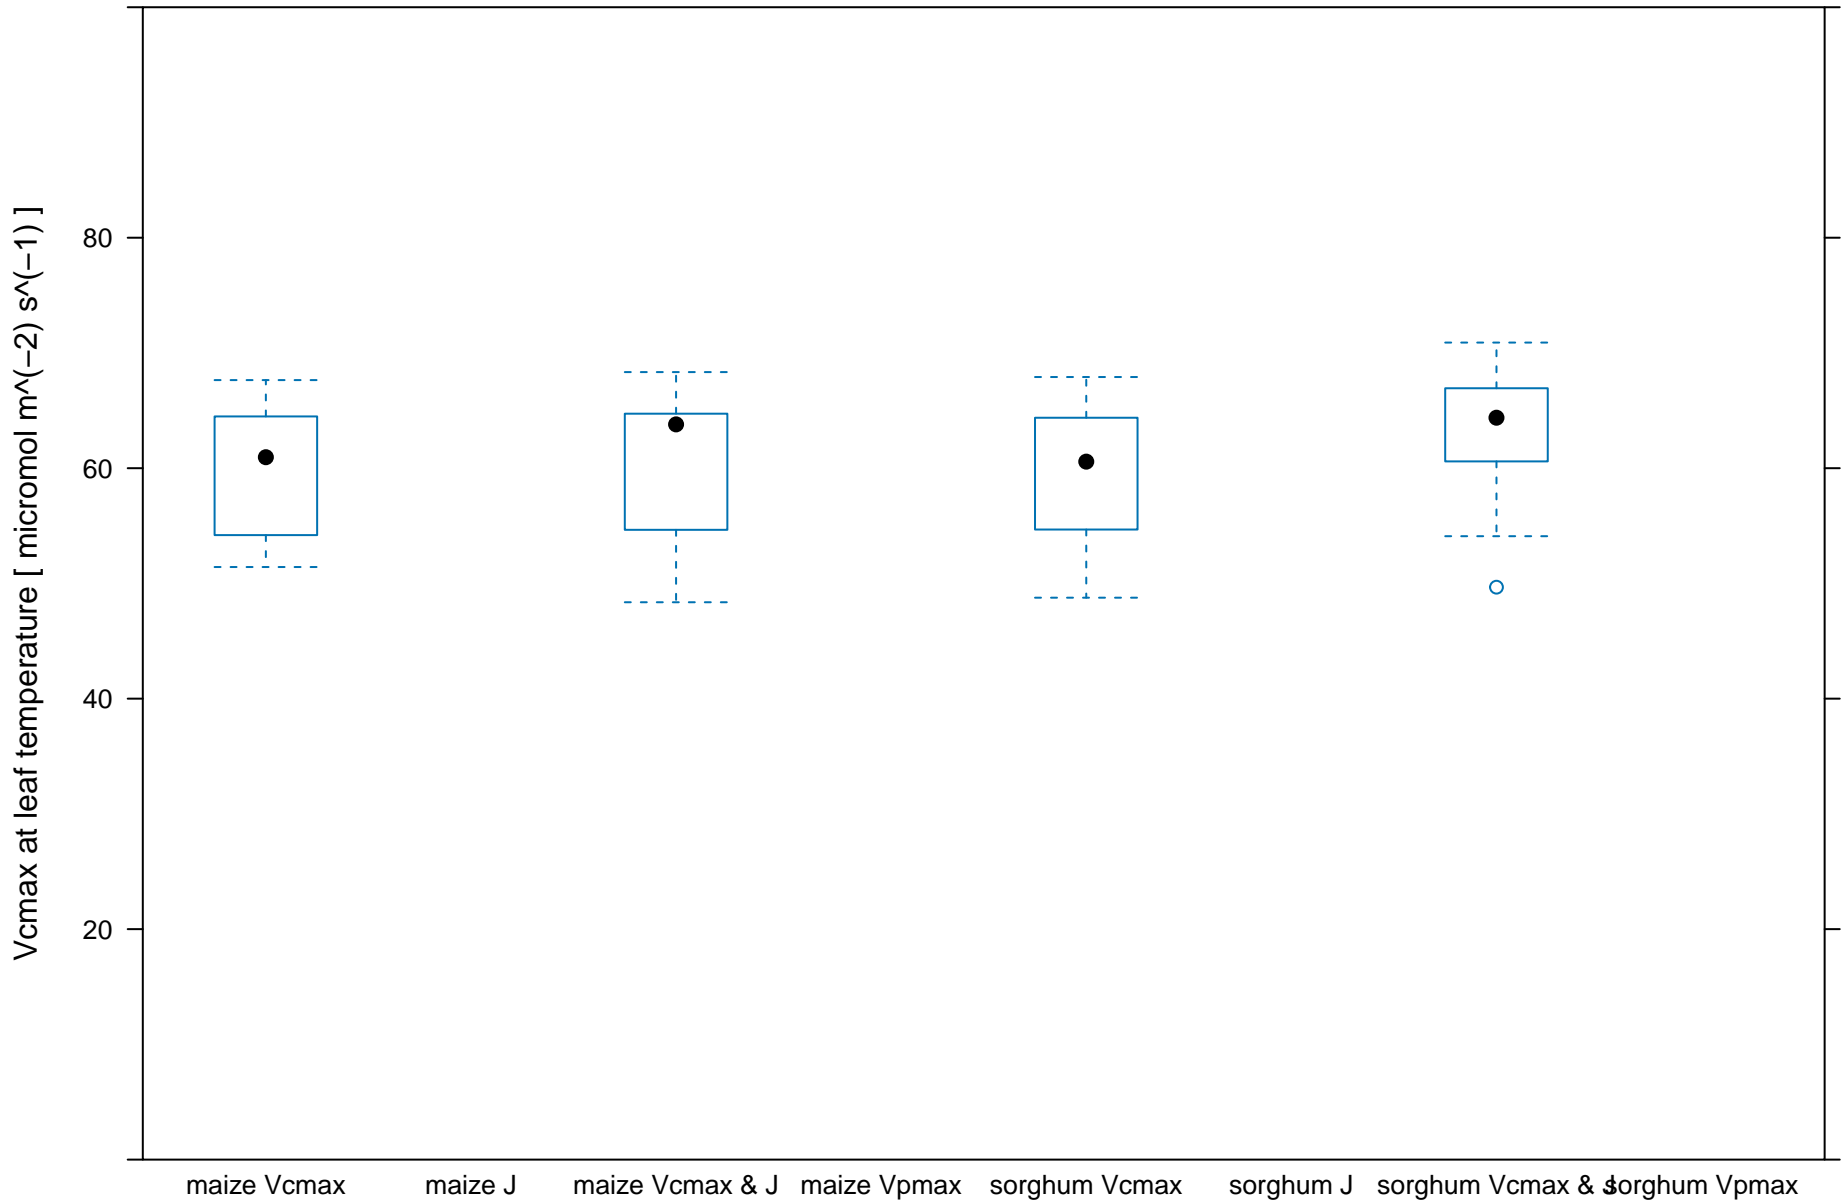 Vcmax at leaf temperature [ micromol m^(−2) s^(−1) ]
80
60
40
20
maize Vcmax maize J maize Vcmax & J maize Vpmax sorghum Vcmax sorghum J sorghum Vcmax & J sorghum Vpmax